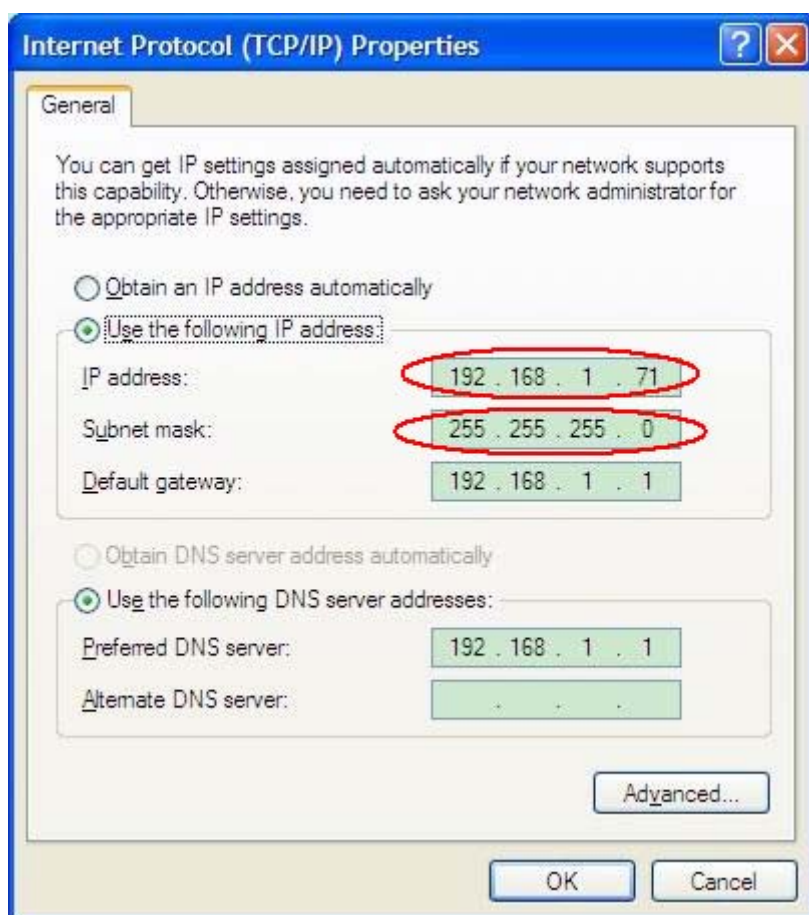 Internet Protocol (TCP/IP) Properties
General
You can get IP settings assigned automatically if your network supports
this capability. Otherwise, you need to ask your network administrator for
the appropriate IP settings.
Obtain an IP address automatically
Use the following IP address:
IP address: 192 . 168 . 1 . 71
Subnet mask: 255 . 255 . 255 . 0
Default gateway: 192 . 168 . 1 . 1
Obtain DNS server address automatically
Use the following DNS server addresses:
Preferred DNS server: 192 . 168 . 1 . 1
Alternate DNS server: . . .
Advanced...
OK Cancel